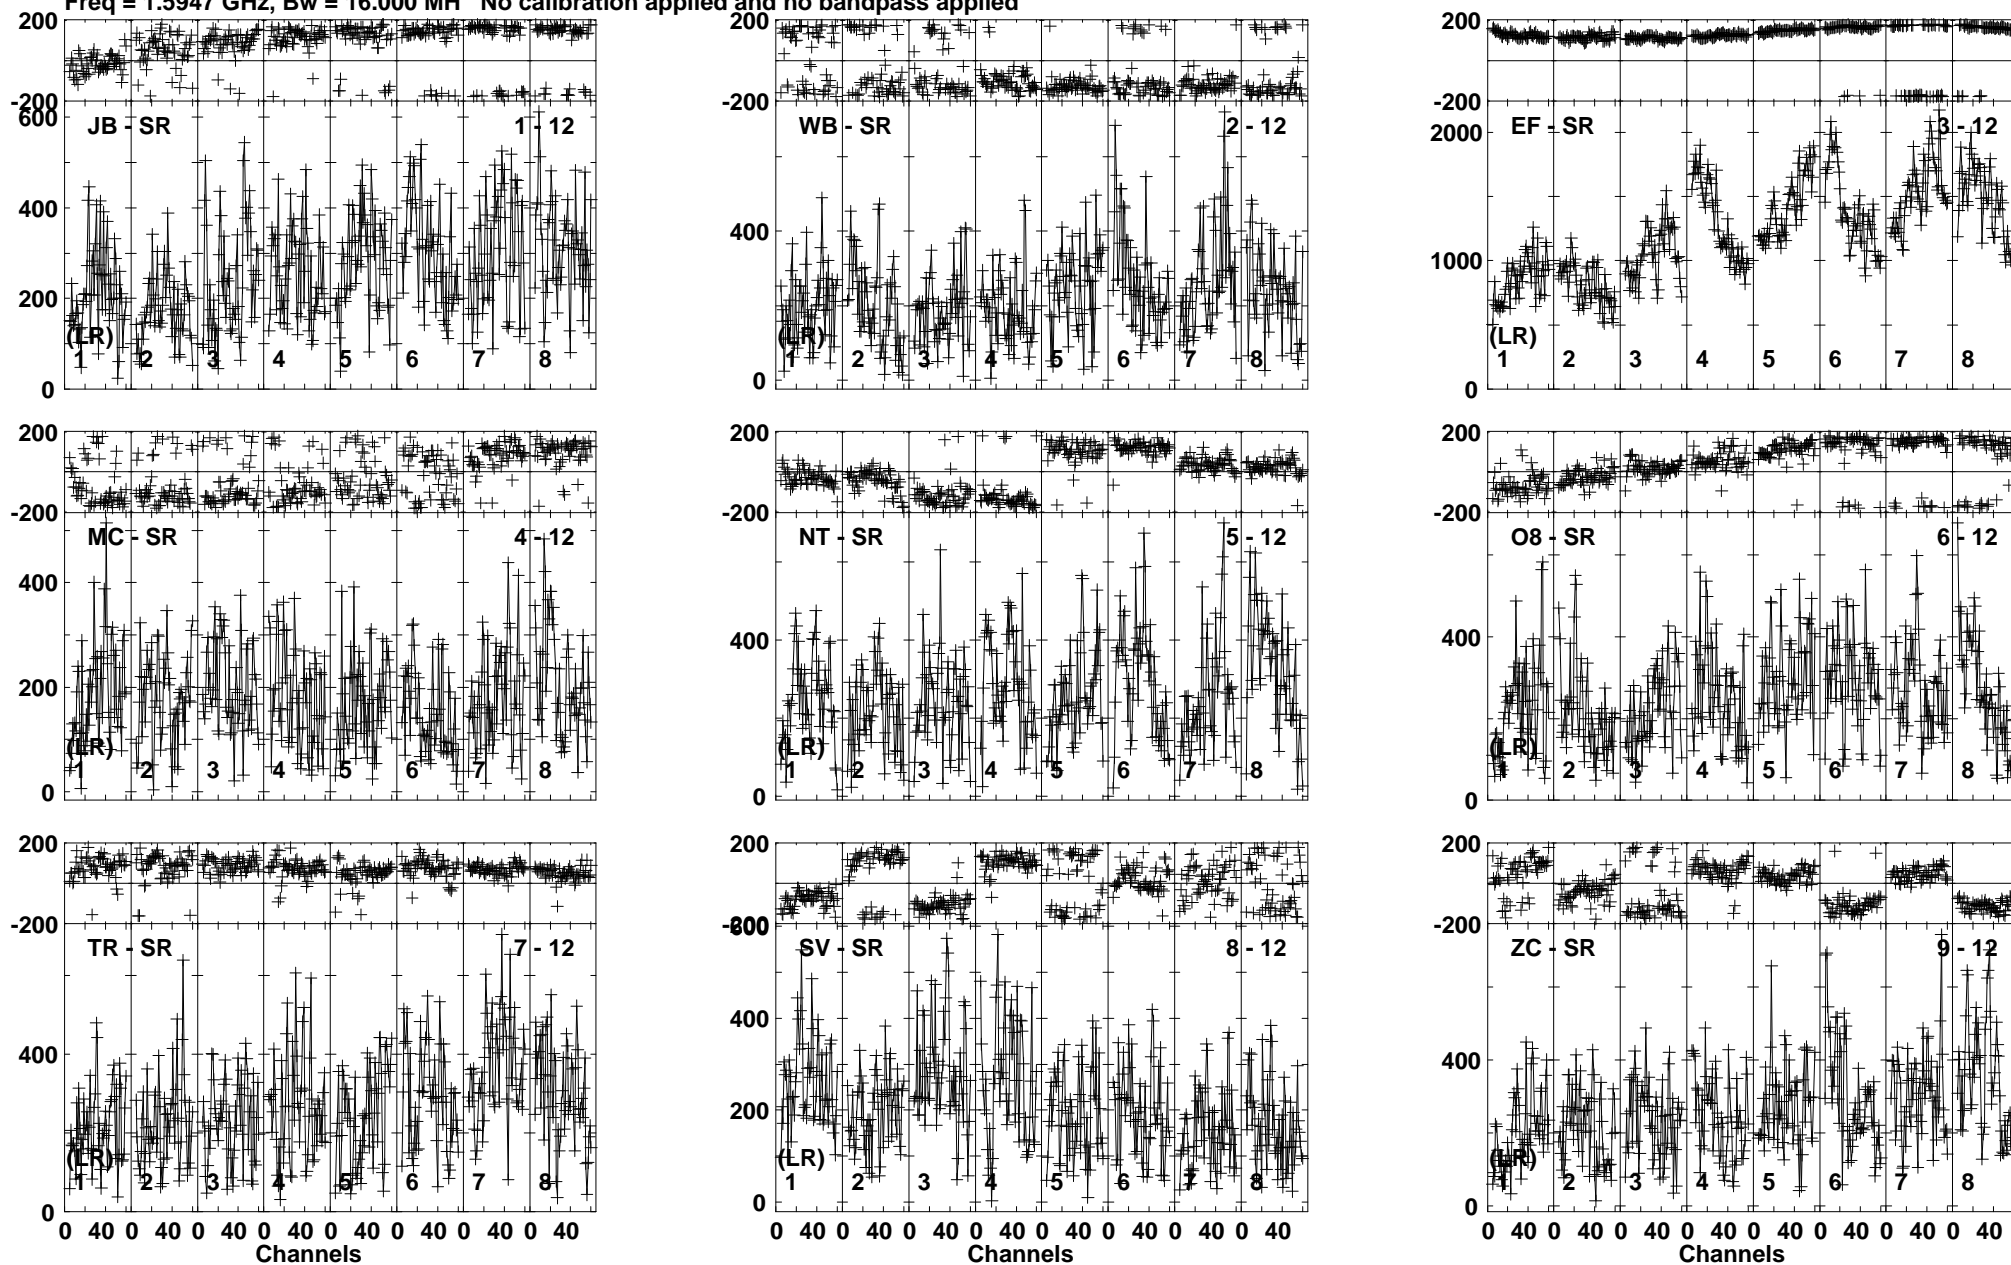 Freq = 1.5947 GHz, Bw = 16.000 MH No calibration applied and no bandpass applied
200
-200
600
400
200
0
JB - SR
1 - 12
(LR)
1 2 3 4 5 6 7 8
200
-200
400
0
WB - SR
2 - 12
(LR)
1 2 3 4 5 6 7 8
200
-200
2000
1000
0
EF - SR
3 - 12
(LR)
1 2 3 4 5 6 7 8
200
-200
400
200
0
MC - SR
4 - 12
(LR)
1 2 3 4 5 6 7 8
200
-200
400
0
NT - SR
5 - 12
(LR)
1 2 3 4 5 6 7 8
200
-200
400
0
O8 - SR
6 - 12
(LR)
1 2 3 4 5 6 7 8
200
-200
400
0
TR - SR
7 - 12
(LR)
1 2 3 4 5 6 7 8
0 40 0 40 0 40 0 40 0 40 0 40 0 40 0 40
Channels
200
-200
600
400
200
0
SV - SR
8 - 12
(LR)
1 2 3 4 5 6 7 8
0 40 0 40 0 40 0 40 0 40 0 40 0 40 0 40
Channels
200
-200
400
0
ZC - SR
9 - 12
(LR)
1 2 3 4 5 6 7 8
0 40 0 40 0 40 0 40 0 40 0 40 0 40 0 40
Channels